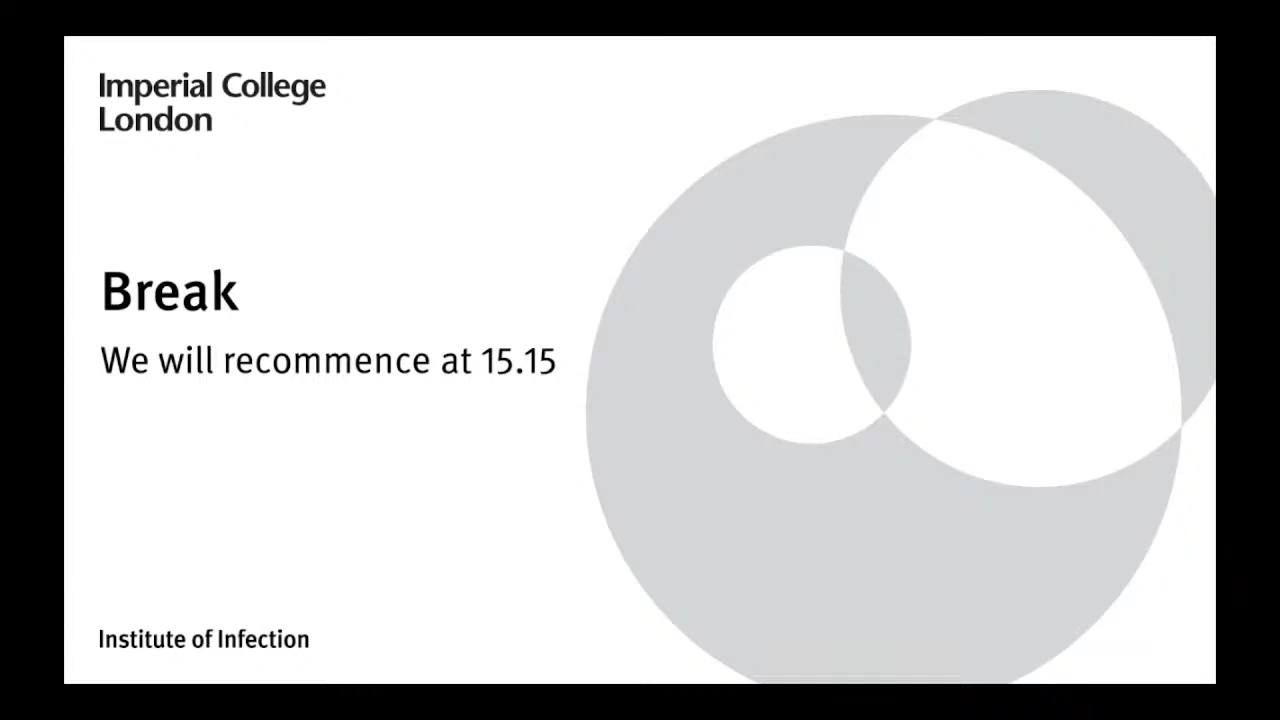 Imperial College
London
Break
We will recommence at 15.15
Institute of Infection